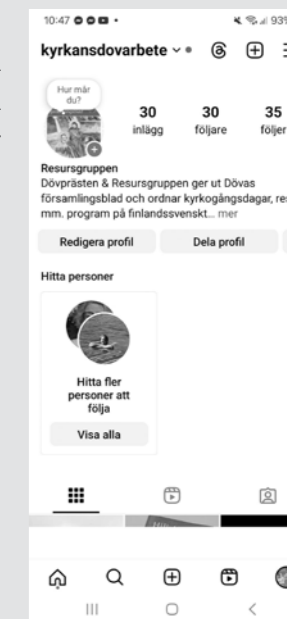 10:47
93%
kyrkansdovarbete
Hur mår
du?
30
inlägg
30
följare
35
följer
Resursgruppen
Dövprästen & Resursgruppen ger ut Dövas
församlingsblad och ordnar kyrkogångsdagar,
mm. program på finlandssvenskt... mer
Redigera profil
Dela profil
Hitta personer
Hitta fler
personer att
följa
Visa alla